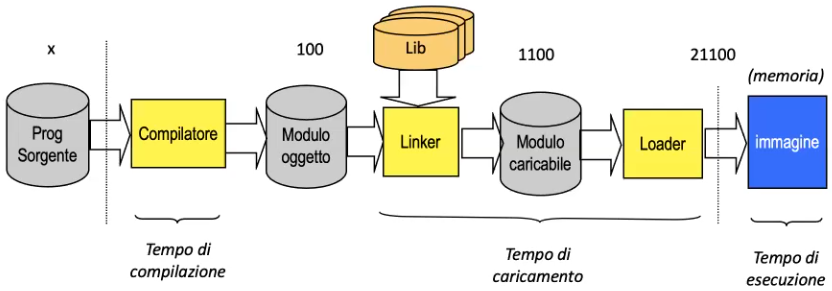 x
100
Lib
1100
21100
(memoria)
Prog
Sorgente
Compilatore
Modulo
oggetto
Linker
Modulo
caricabile
Loader
immagine
Tempo di
compilazione
Tempo di
caricamento
Tempo di
esecuzione